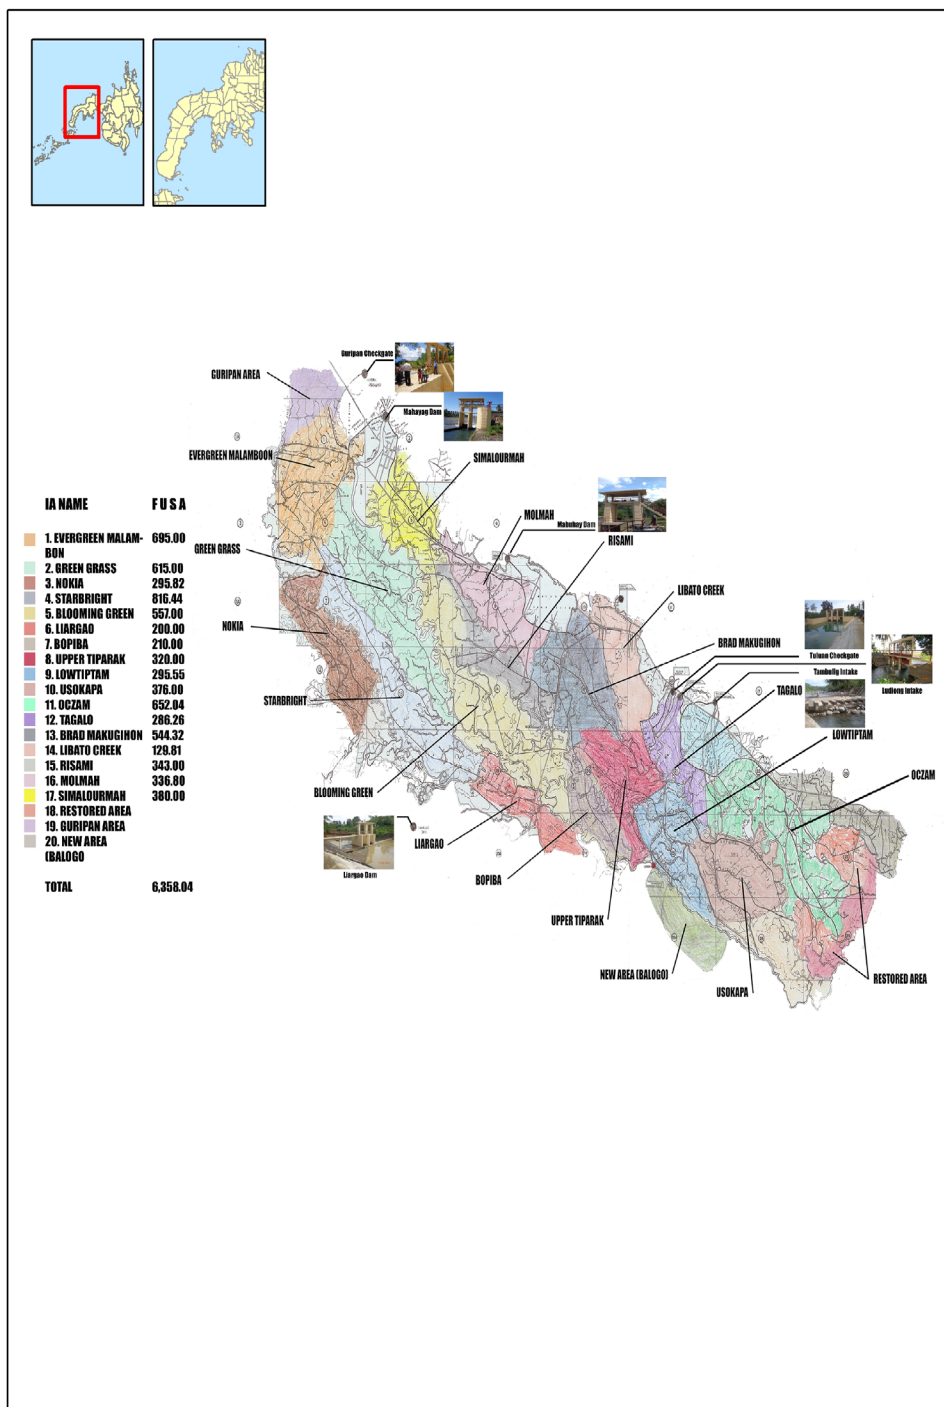 Guripan Checkgate
GURIPAN AREA
Mahayag Dam
EVERGREEN MALAMBOON
SIMALOURMAH
MOLMAH
Mabuhay Dam
RISAMI
GREEN GRASS
LIBATO CREEK
NOKIA
BRAD MAKUGIHON
Tuluan Checkgate
Tambulig Intake
Ludiong Intake
TAGALO
STARBRIGHT
LOWTIPTAM
OCZAM
BLOOMING GREEN
LIARGAO
Liargao Dam
BOPIBA
UPPER TIPARAK
NEW AREA (BALOGO)
USOKAPA
RESTORED AREA
IA NAME F U S A
1. EVERGREEN MALAM- 695.00
BON
2. GREEN GRASS 615.00
3. NOKIA 295.82
4. STARBRIGHT 816.44
5. BLOOMING GREEN 557.00
6. LIARGAO 200.00
7. BOPIBA 210.00
8. UPPER TIPARAK 320.00
9. LOWTIPTAM 295.55
10. USOKAPA 376.00
11. OCZAM 652.04
12. TAGALO 286.26
13. BRAD MAKUGIHON 544.32
14. LIBATO CREEK 129.81
15. RISAMI 343.00
16. MOLMAH 336.80
17. SIMALOURMAH 380.00
18. RESTORED AREA
19. GURIPAN AREA
20. NEW AREA
(BALOGO
TOTAL 6,358.04